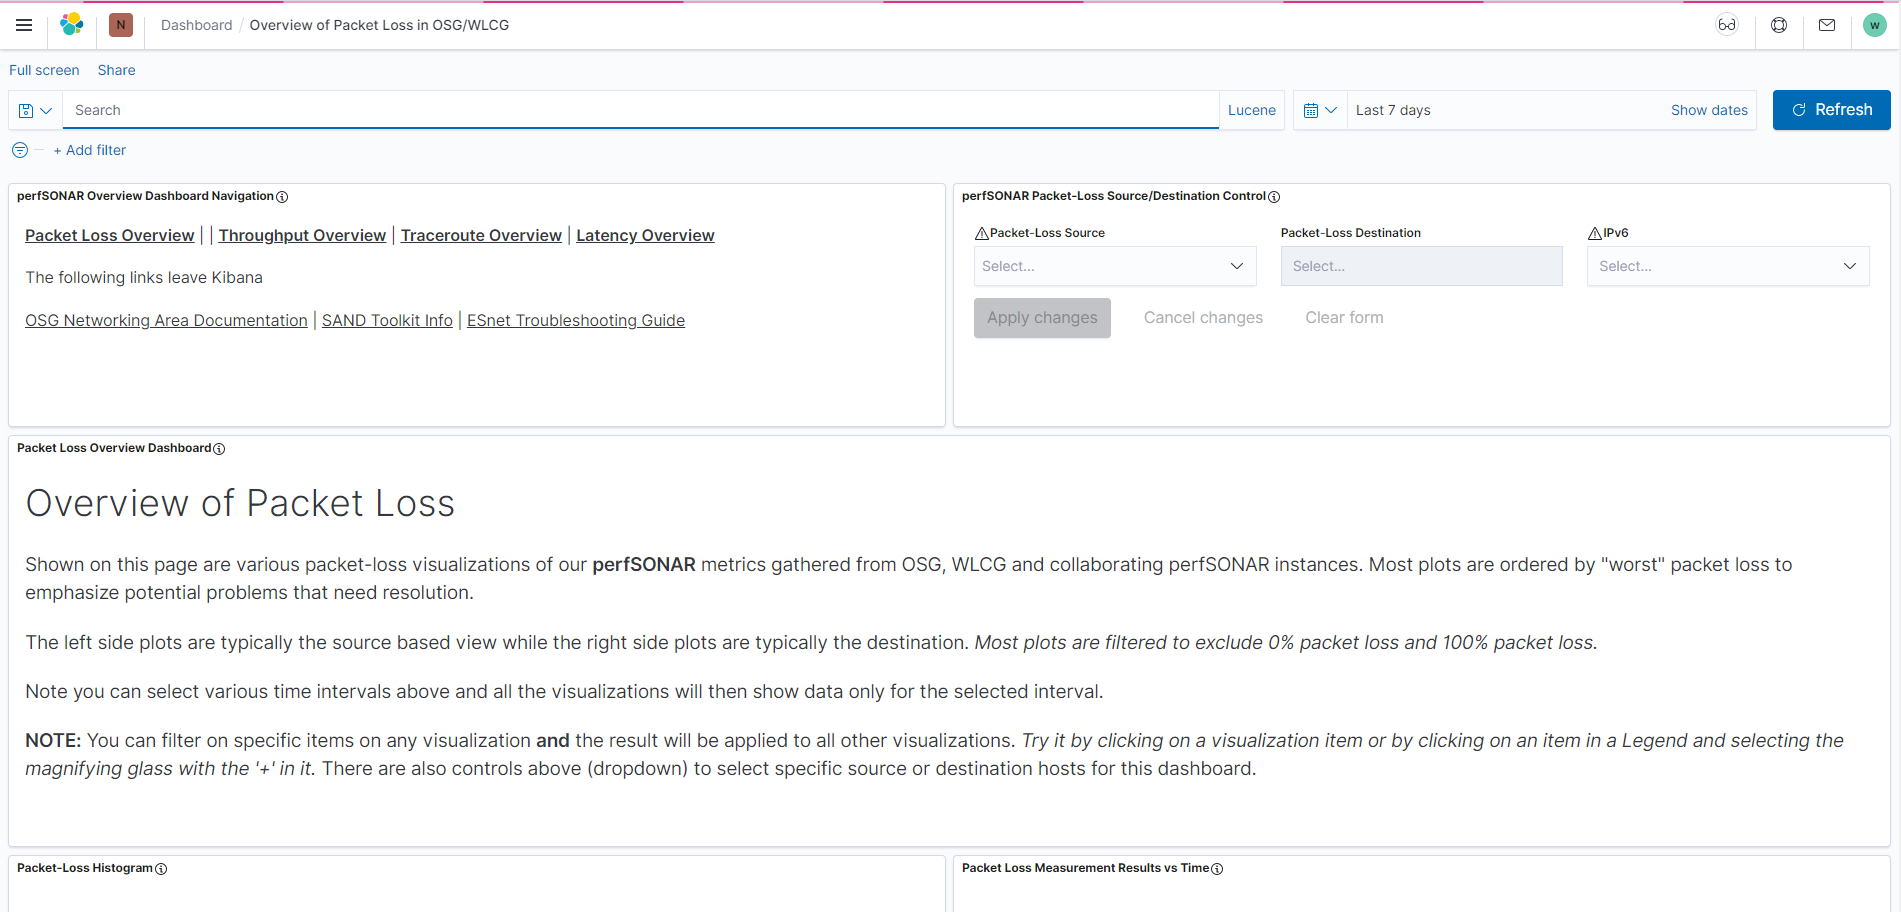 N Dashboard / Overview of Packet Loss in OSG/WLCG w
Full screen Share
Search Lucene Last 7 days Show dates Refresh
+ Add filter
perfSONAR Overview Dashboard Navigation
Packet Loss Overview | | Throughput Overview | Traceroute Overview | Latency Overview
The following links leave Kibana
OSG Networking Area Documentation | SAND Toolkit Info | ESnet Troubleshooting Guide
perfSONAR Packet-Loss Source/Destination Control
Packet-Loss Source Packet-Loss Destination IPv6
Select... Select... Select...
Apply changes Cancel changes Clear form
Packet Loss Overview Dashboard
Overview of Packet Loss
Shown on this page are various packet-loss visualizations of our perfSONAR metrics gathered from OSG, WLCG and collaborating perfSONAR instances. Most plots are ordered by "worst" packet loss to
emphasize potential problems that need resolution.
The left side plots are typically the source based view while the right side plots are typically the destination. Most plots are filtered to exclude 0% packet loss and 100% packet loss.
Note you can select various time intervals above and all the visualizations will then show data only for the selected interval.
NOTE: You can filter on specific items on any visualization and the result will be applied to all other visualizations. Try it by clicking on a visualization item or by clicking on an item in a Legend and selecting the
magnifying glass with the '+' in it. There are also controls above (dropdown) to select specific source or destination hosts for this dashboard.
Packet-Loss Histogram
Packet Loss Measurement Results vs Time